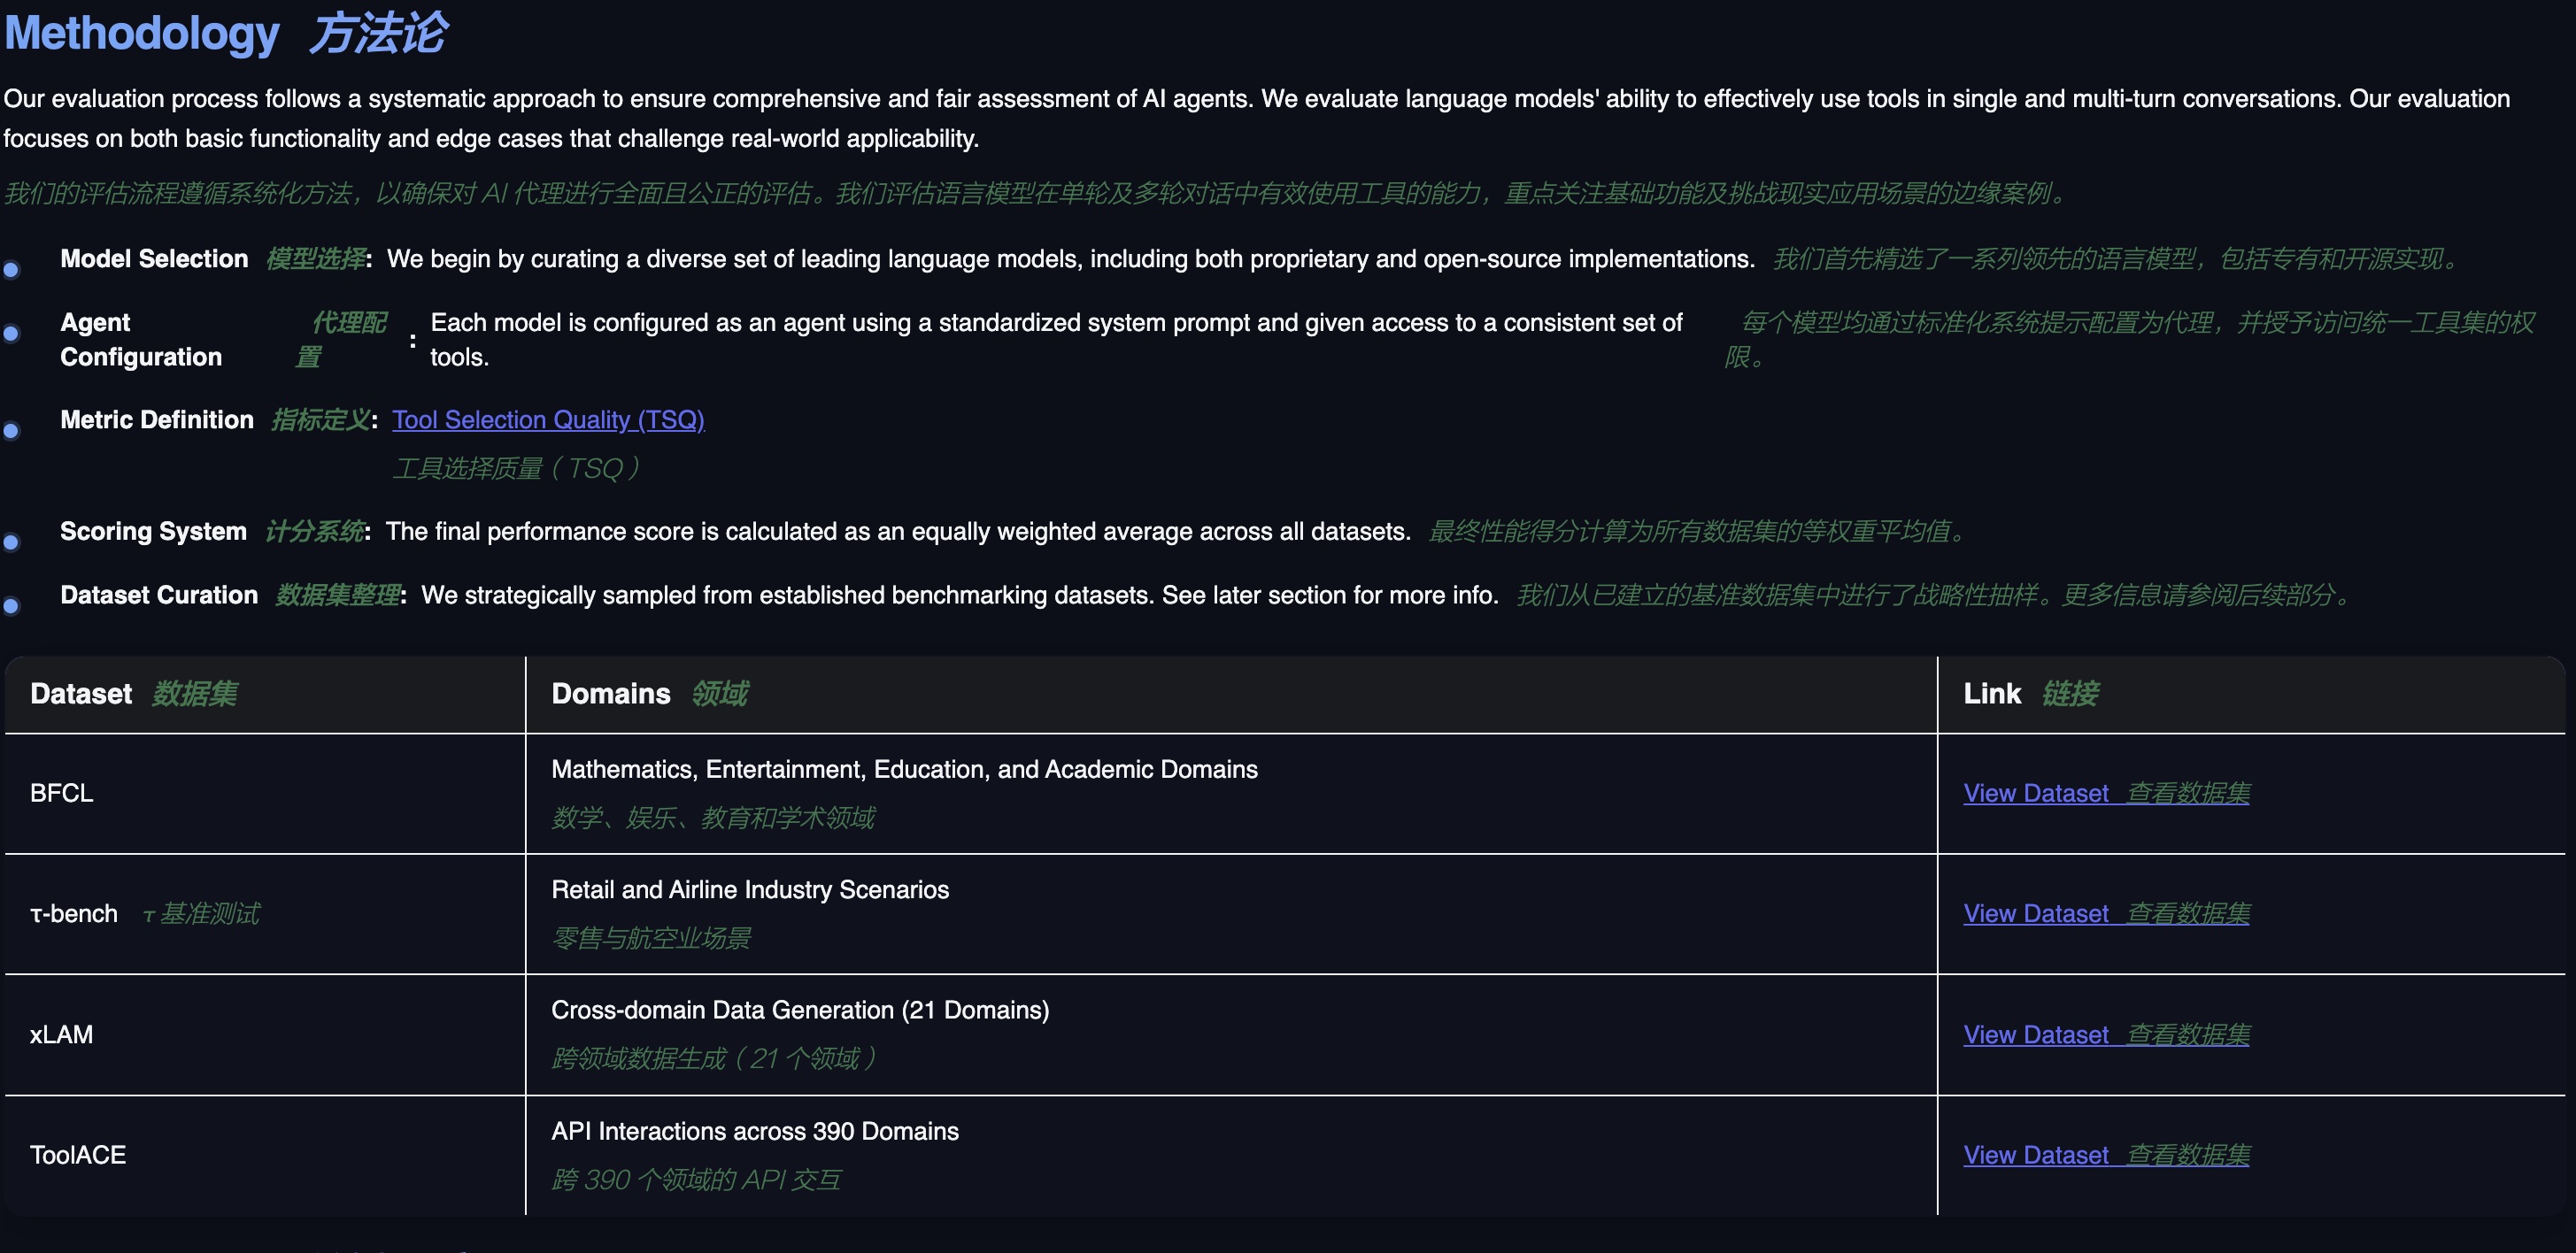 Methodology 方法论
Our evaluation process follows a systematic approach to ensure comprehensive and fair assessment of AI agents. We evaluate language models' ability to effectively use tools in single and multi-turn conversations. Our evaluation
focuses on both basic functionality and edge cases that challenge real-world applicability.
我们的评估流程遵循系统化方法，以确保对 AI 代理进行全面且公正的评估。我们评估语言模型在单轮及多轮对话中有效使用工具的能力，重点关注基础功能及挑战现实应用场景的边缘案例。
Model Selection 模型选择: We begin by curating a diverse set of leading language models, including both proprietary and open-source implementations. 我们首先精选了一系列领先的语言模型，包括专有和开源实现。
Agent
Configuration
代理配
置
:
Each model is configured as an agent using a standardized system prompt and given access to a consistent set of
tools.
每个模型均通过标准化系统提示配置为代理，并授予访问统一工具集的权
限。
Metric Definition 指标定义: Tool Selection Quality (TSQ)
工具选择质量（TSQ）
Scoring System 计分系统: The final performance score is calculated as an equally weighted average across all datasets. 最终性能得分计算为所有数据集的等权重平均值。
Dataset Curation 数据集整理: We strategically sampled from established benchmarking datasets. See later section for more info. 我们从已建立的基准数据集中进行了战略性抽样。更多信息请参阅后续部分。
Dataset 数据集
Domains 领域
Link 链接
BFCL
Mathematics, Entertainment, Education, and Academic Domains
数学、娱乐、教育和学术领域
View Dataset 查看数据集
τ-bench τ 基准测试
Retail and Airline Industry Scenarios
零售与航空业场景
View Dataset 查看数据集
xLAM
Cross-domain Data Generation (21 Domains)
跨领域数据生成（21 个领域）
View Dataset 查看数据集
ToolACE
API Interactions across 390 Domains
跨 390 个领域的 API 交互
View Dataset 查看数据集